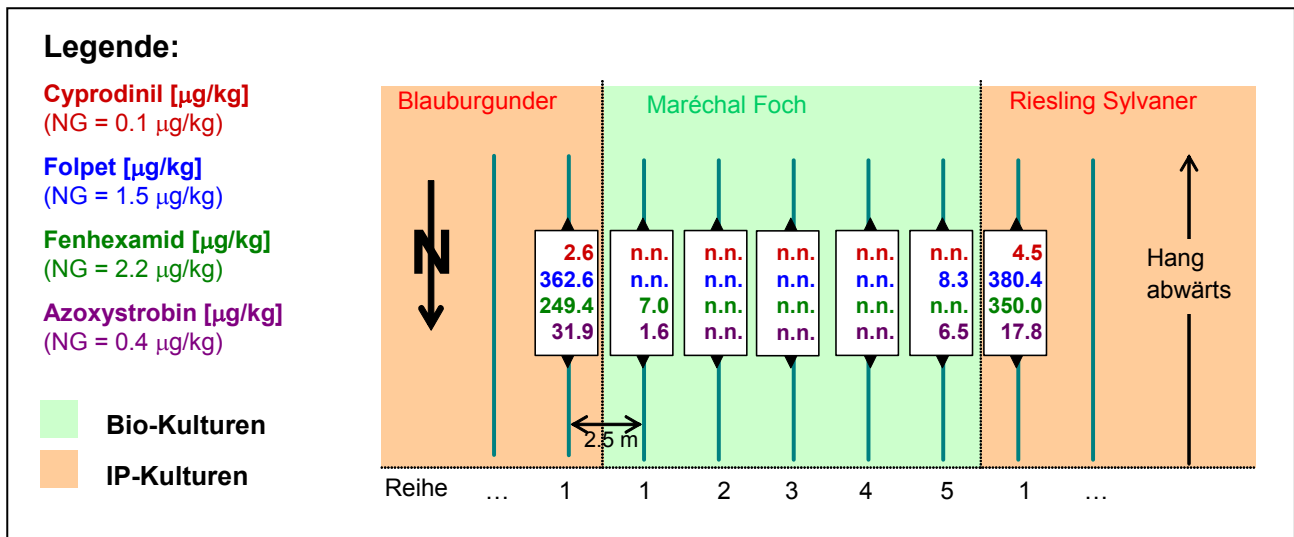 Legende:
Cyprodinil [µg/kg]
(NG = 0.1 µg/kg)
Folpet [µg/kg]
(NG = 1.5 µg/kg)
Fenhexamid [µg/kg]
(NG = 2.2 µg/kg)
Azoxystrobin [µg/kg]
(NG = 0.4 µg/kg)
Bio-Kulturen
IP-Kulturen
Blauburgunder Maréchal Foch Riesling Sylvaner
N
2.6 n.n. n.n. n.n. n.n. n.n. 4.5
362.6 n.n. n.n. n.n. n.n. 8.3 380.4
249.4 7.0 n.n. n.n. n.n. n.n. 350.0
31.9 1.6 n.n. n.n. n.n. 6.5 17.8
Hang
abwärts
2.5 m
Reihe ... 1 1 2 3 4 5 1 ...